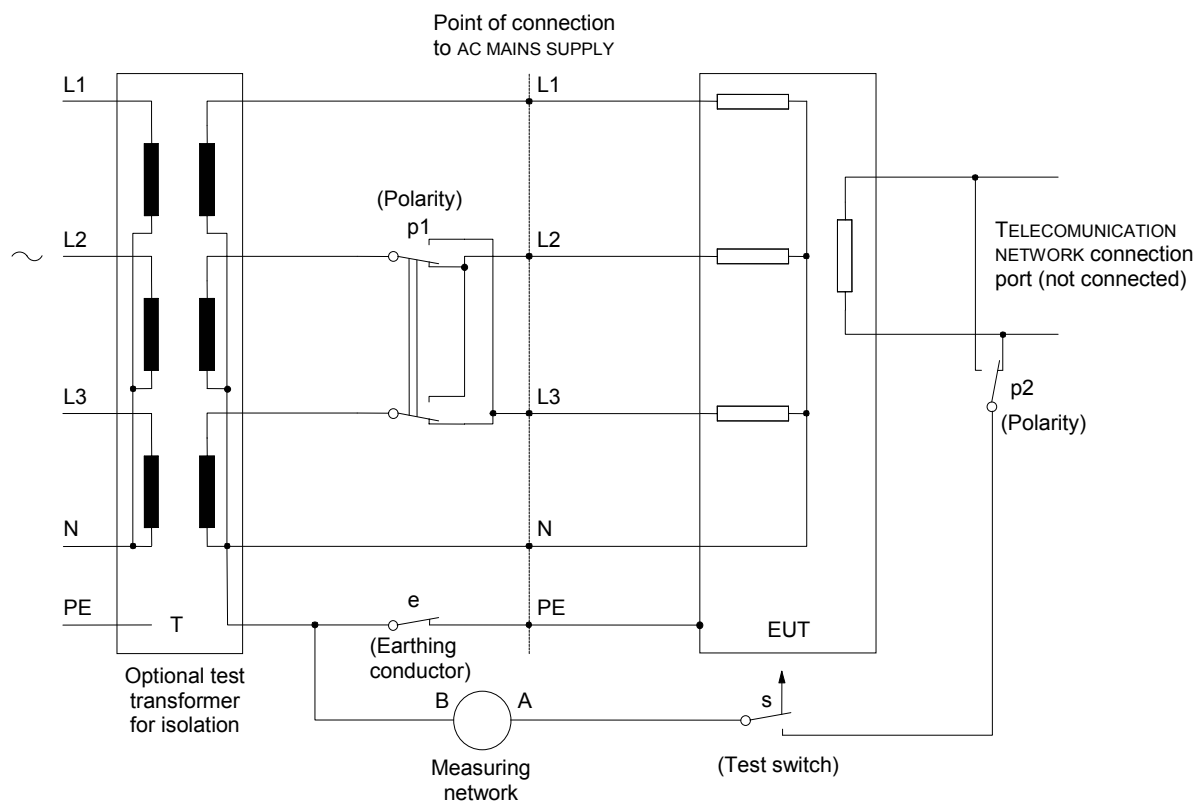 Point of connection
to AC MAINS SUPPLY
L1
L1
(Polarity)
p1
L2
L2
TELECOMUNICATION
NETWORK connection
port (not connected)
L3
L3
p2
(Polarity)
N
N
PE
T
e
PE
EUT
(Earthing
conductor)
Optional test
transformer
for isolation
B
A
s
Measuring
network
(Test switch)